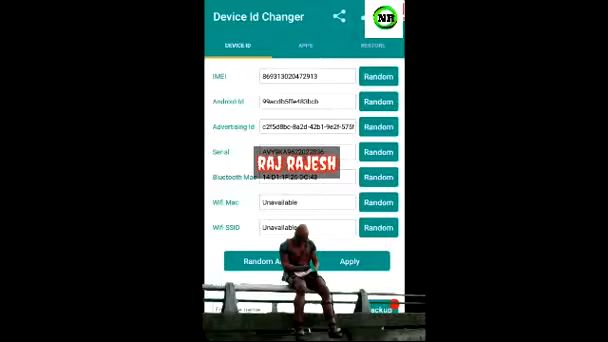 Device Id Changer
NR
DEVICE ID
APPS
RESTORE
IMEI
869313020472913
Random
Android Id
Random
Advertising Id
Random
Serial
Random
RAJ RAJESH
Bluetooth Mac
Random
Wifi Mac
Unavailable
Random
Wifi SSID
Random
Random
Apply